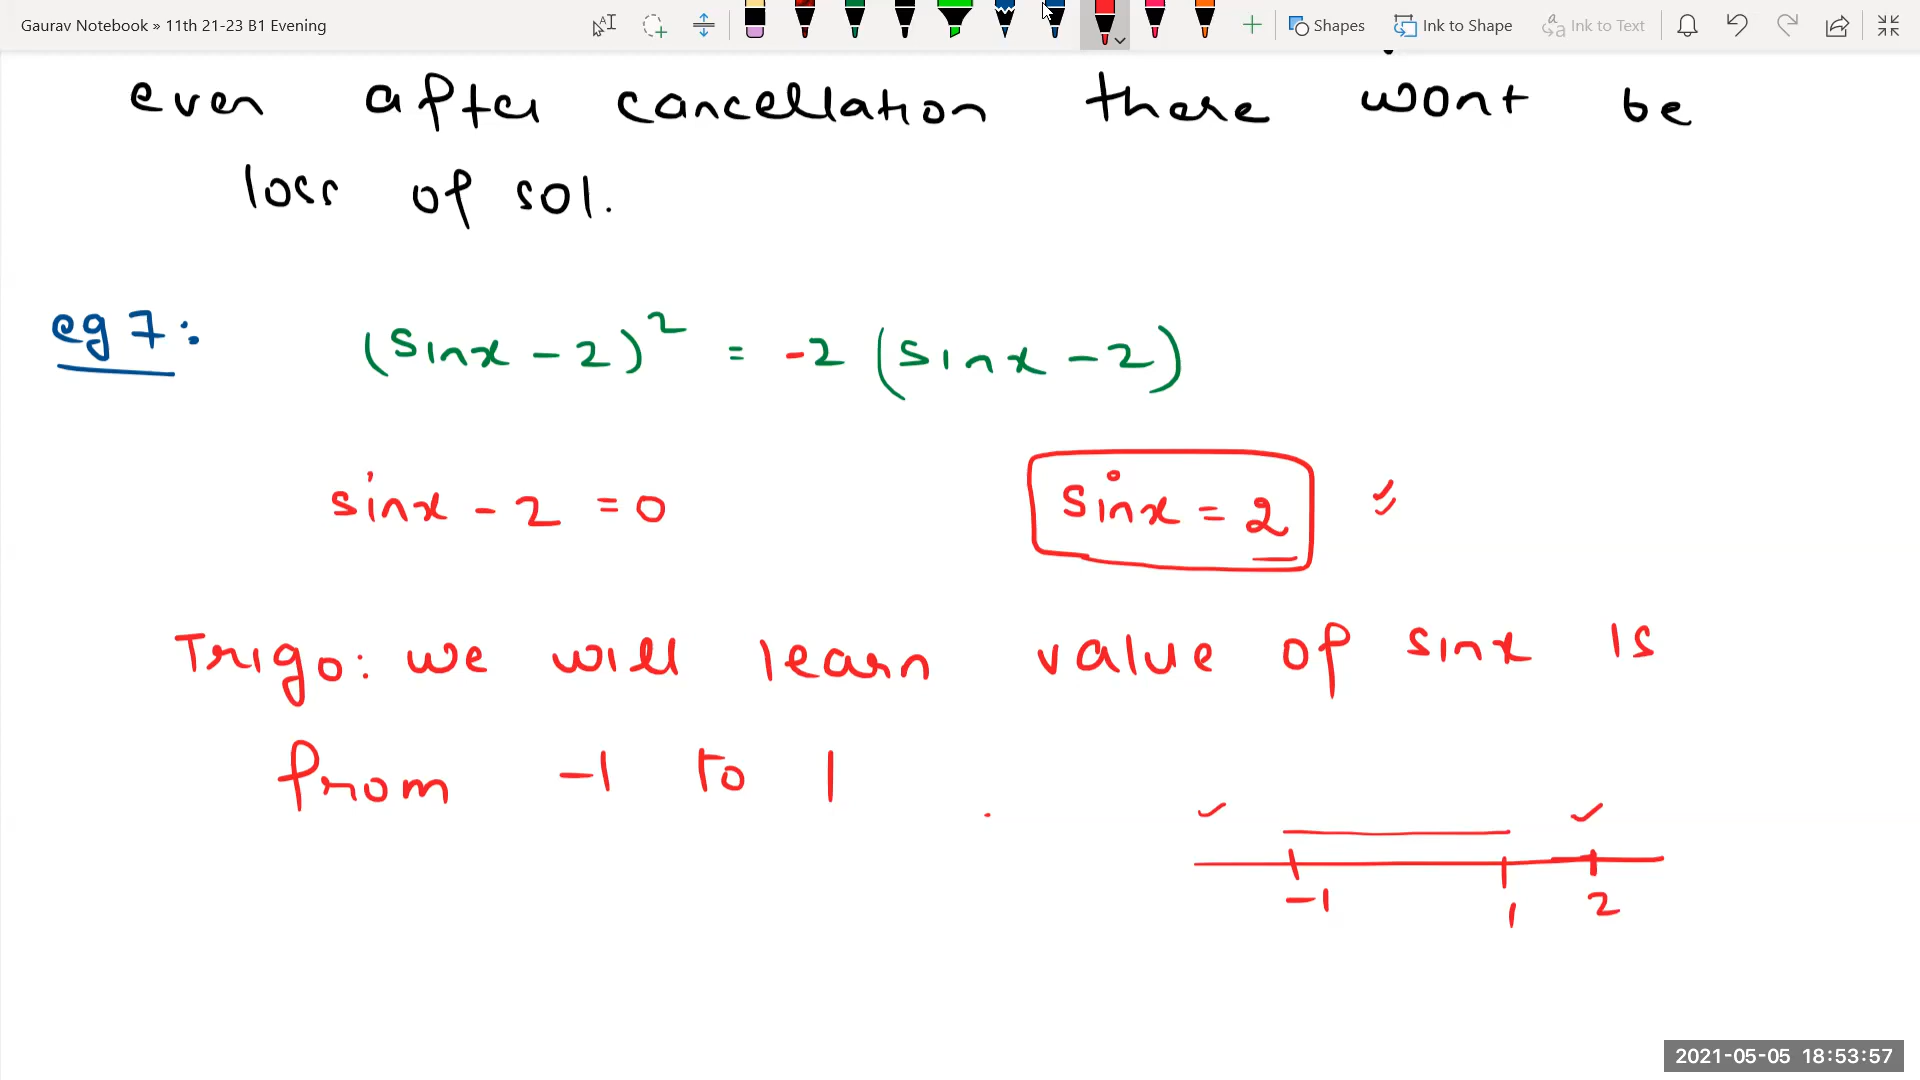 Gaurav Notebook » 11th 21-23 B1 Evening
Shapes Ink to Shape Ink to Text
even after cancellation there wont be
loss of sol.
eg 7: (sinx - 2)² = -2 (sinx - 2)
sinx - 2 = 0 sinx = 2
Trigo: we will learn value of sinx is
from -1 to 1
-1 1 2
2021-05-05 18:53:57